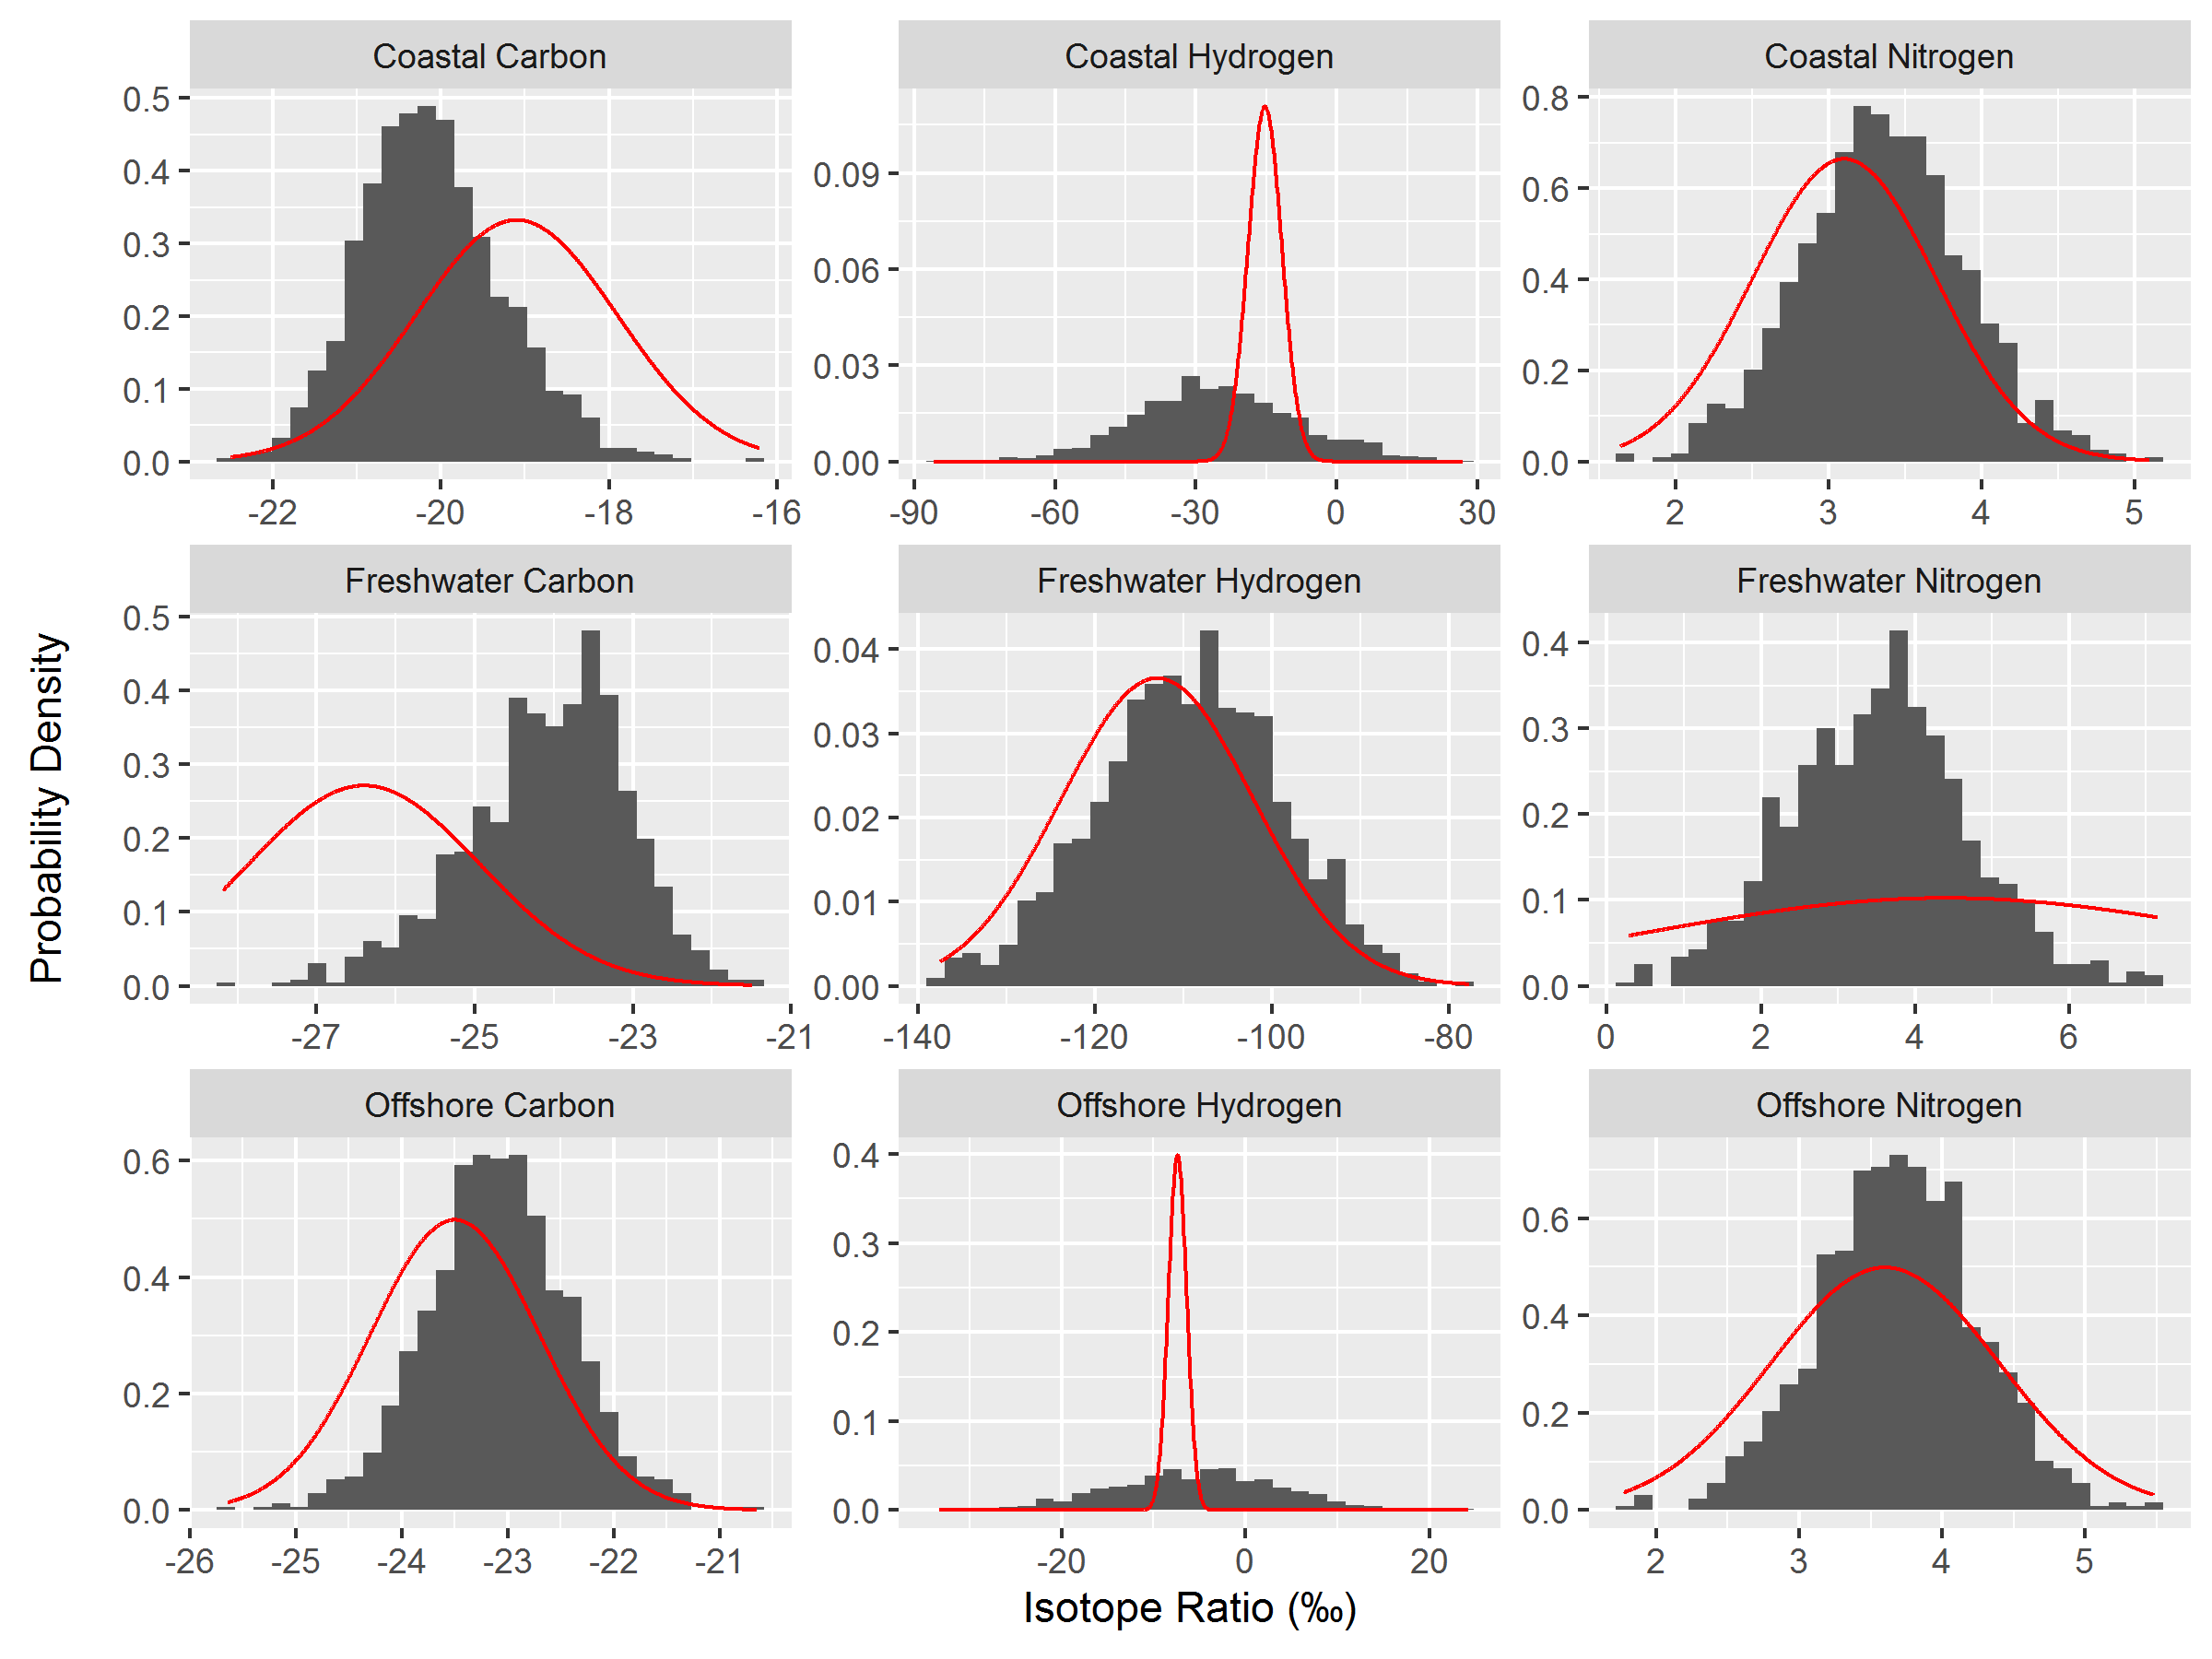 Coastal Carbon
Coastal Hydrogen
Coastal Nitrogen
0.5
0.4
0.3
0.2
0.1
0.0
-22 -20 -18 -16
0.09
0.06
0.03
0.00
-90 -60 -30 0 30
0.8
0.6
0.4
0.2
0.0
2 3 4 5
Freshwater Carbon
Freshwater Hydrogen
Freshwater Nitrogen
0.5
0.4
0.3
0.2
0.1
0.0
-27 -25 -23 -21
0.04
0.03
0.02
0.01
0.00
-140 -120 -100 -80
0.4
0.3
0.2
0.1
0.0
0 2 4 6
Offshore Carbon
Offshore Hydrogen
Offshore Nitrogen
0.6
0.4
0.2
0.0
-26 -25 -24 -23 -22 -21
0.4
0.3
0.2
0.1
0.0
-20 0 20
0.6
0.4
0.2
0.0
2 3 4 5
Probability Density
Isotope Ratio (‰)